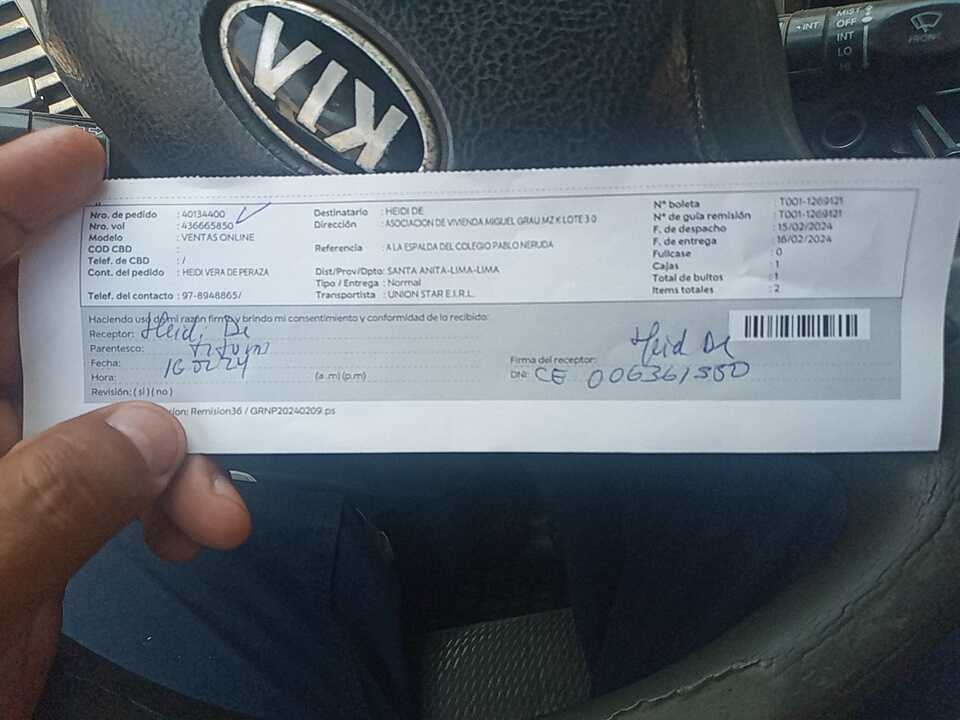 KIA
MIST
OFF
INT
LO
HI
INT
FRONT
Nro. de pedido : 40134400
Nro. vol : 436665850
Modelo : VENTAS ONLINE
COD CBD :
Telef. de CBD : /
Cont. del pedido : HEIDI VERA DE PERAZA
Telef. del contacto : 97-8948865/
Destinatario : HEIDI DE
Dirección : ASOCIACION DE VIVIENDA MIGUEL GRAU MZ K LOTE 3 0
Referencia : A LA ESPALDA DEL COLEGIO PABLO NERUDA
Dist/Prov/Dpto: SANTA ANITA-LIMA-LIMA
Tipo / Entrega : Normal
Transportista : UNION STAR E.I.R.L.
N° boleta : T001-1269121
N° de guía remisión : T001-1269121
F. de despacho : 15/02/2024
F. de entrega : 16/02/2024
Fullcase : 0
Cajas : 1
Total de bultos : 1
Items totales : 2
Haciendo uso de mi razón firmo y brindo mi consentimiento y conformidad de lo recibido:
Receptor: Heidi De
Parentesco:
Fecha: 16 02 24
Hora: (a .m) (p.m)
Revisión: ( si ) ( no )
Firma del receptor: Heid De
DNI: CE 006361350
cion: Remision36 / GRNP20240209.ps